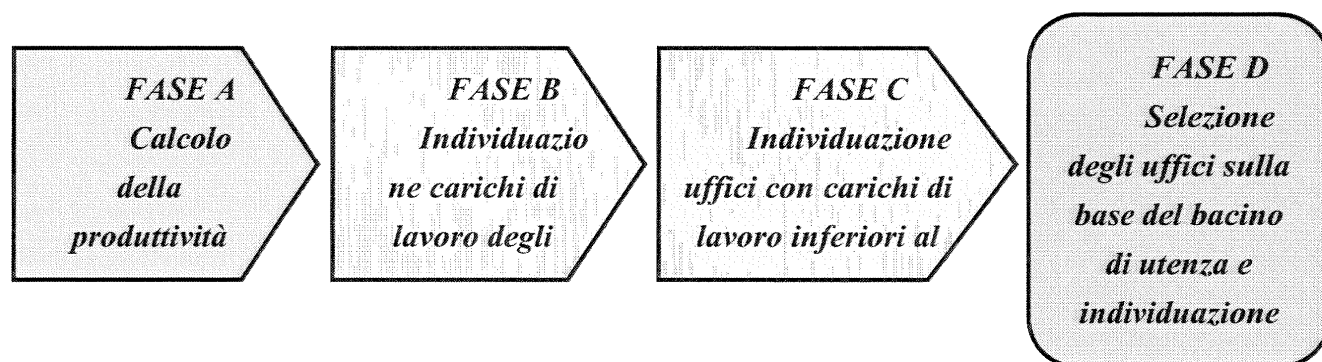 FASE A
Calcolo
della
produttività
FASE B
Individuazio
ne carichi di
lavoro degli
FASE C
Individuazione
uffici con carichi di
lavoro inferiori al
FASE D
Selezione
degli uffici sulla
base del bacino
di utenza e
individuazione